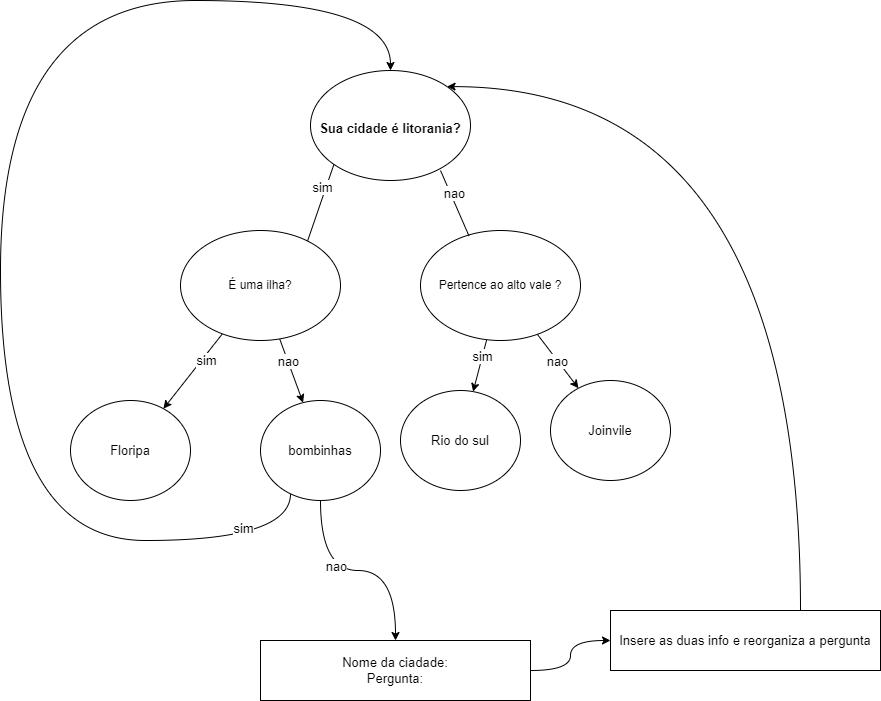 Sua cidade é litorania?
sim
nao
É uma ilha?
Pertence ao alto vale ?
sim
nao
sim
nao
Floripa
bombinhas
Rio do sul
Joinvile
sim
nao
Nome da ciadade:
Pergunta:
Insere as duas info e reorganiza a pergunta